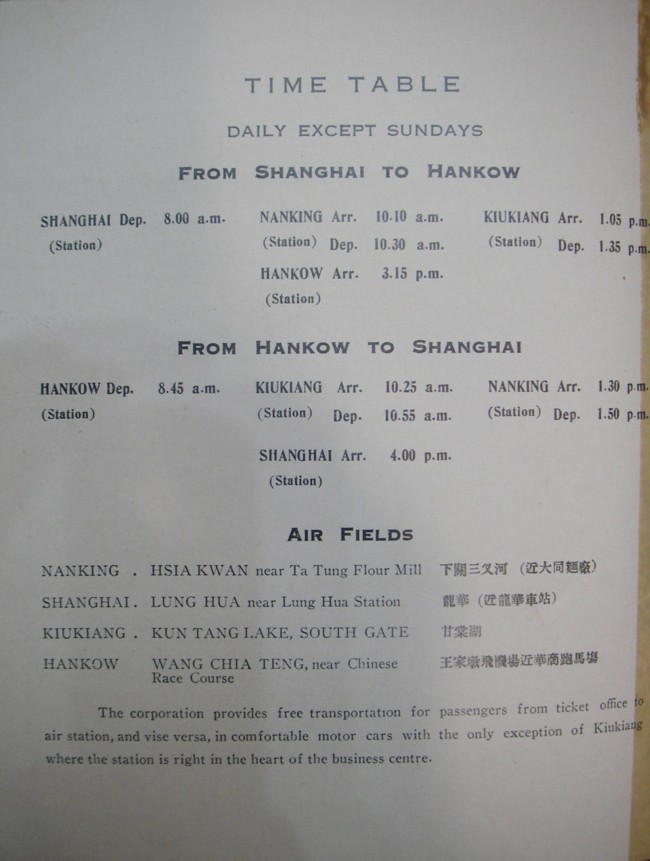 TIME TABLE
DAILY EXCEPT SUNDAYS
FROM SHANGHAI TO HANKOW
SHANGHAI Dep. 8.00 a.m. NANKING Arr. 10.10 a.m. KIUKIANG Arr. 1.05 p.m.
(Station) (Station) Dep. 10.30 a.m. (Station) Dep. 1.35 p.m.
HANKOW Arr. 3.15 p.m.
(Station)
FROM HANKOW TO SHANGHAI
HANKOW Dep. 8.45 a.m. KIUKIANG Arr. 10.25 a.m. NANKING Arr. 1.30 p.m.
(Station) (Station) Dep. 10.55 a.m. (Station) Dep. 1.50 p.m.
SHANGHAI Arr. 4.00 p.m.
(Station)
AIR FIELDS
NANKING . HSIA KWAN near Ta Tung Flour Mill 下關三叉河 (近大同麵廠)
SHANGHAI . LUNG HUA near Lung Hua Station 龍華 (近龍華車站)
KIUKIANG . KUN TANG LAKE, SOUTH GATE 甘棠湖
HANKOW WANG CHIA TENG, near Chinese 王家墩飛機場近華商跑馬場
Race Course
The corporation provides free transportation for passengers from ticket office to
air station, and vise versa, in comfortable motor cars with the only exception of Kiukiang
where the station is right in the heart of the business centre.